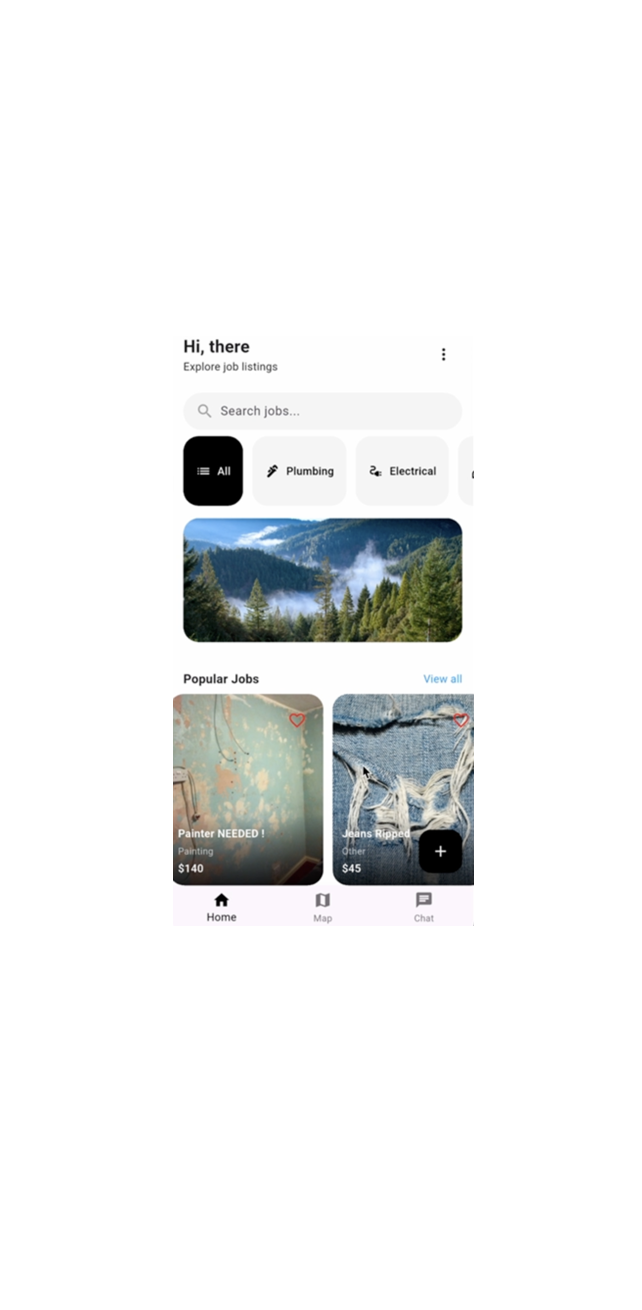 Hi, there
Explore job listings
Search jobs...
All
Plumbing
Electrical
Popular Jobs
View all
Painter NEEDED !
Painting
$140
Jeans Ripped
Other
$45
Home
Map
Chat